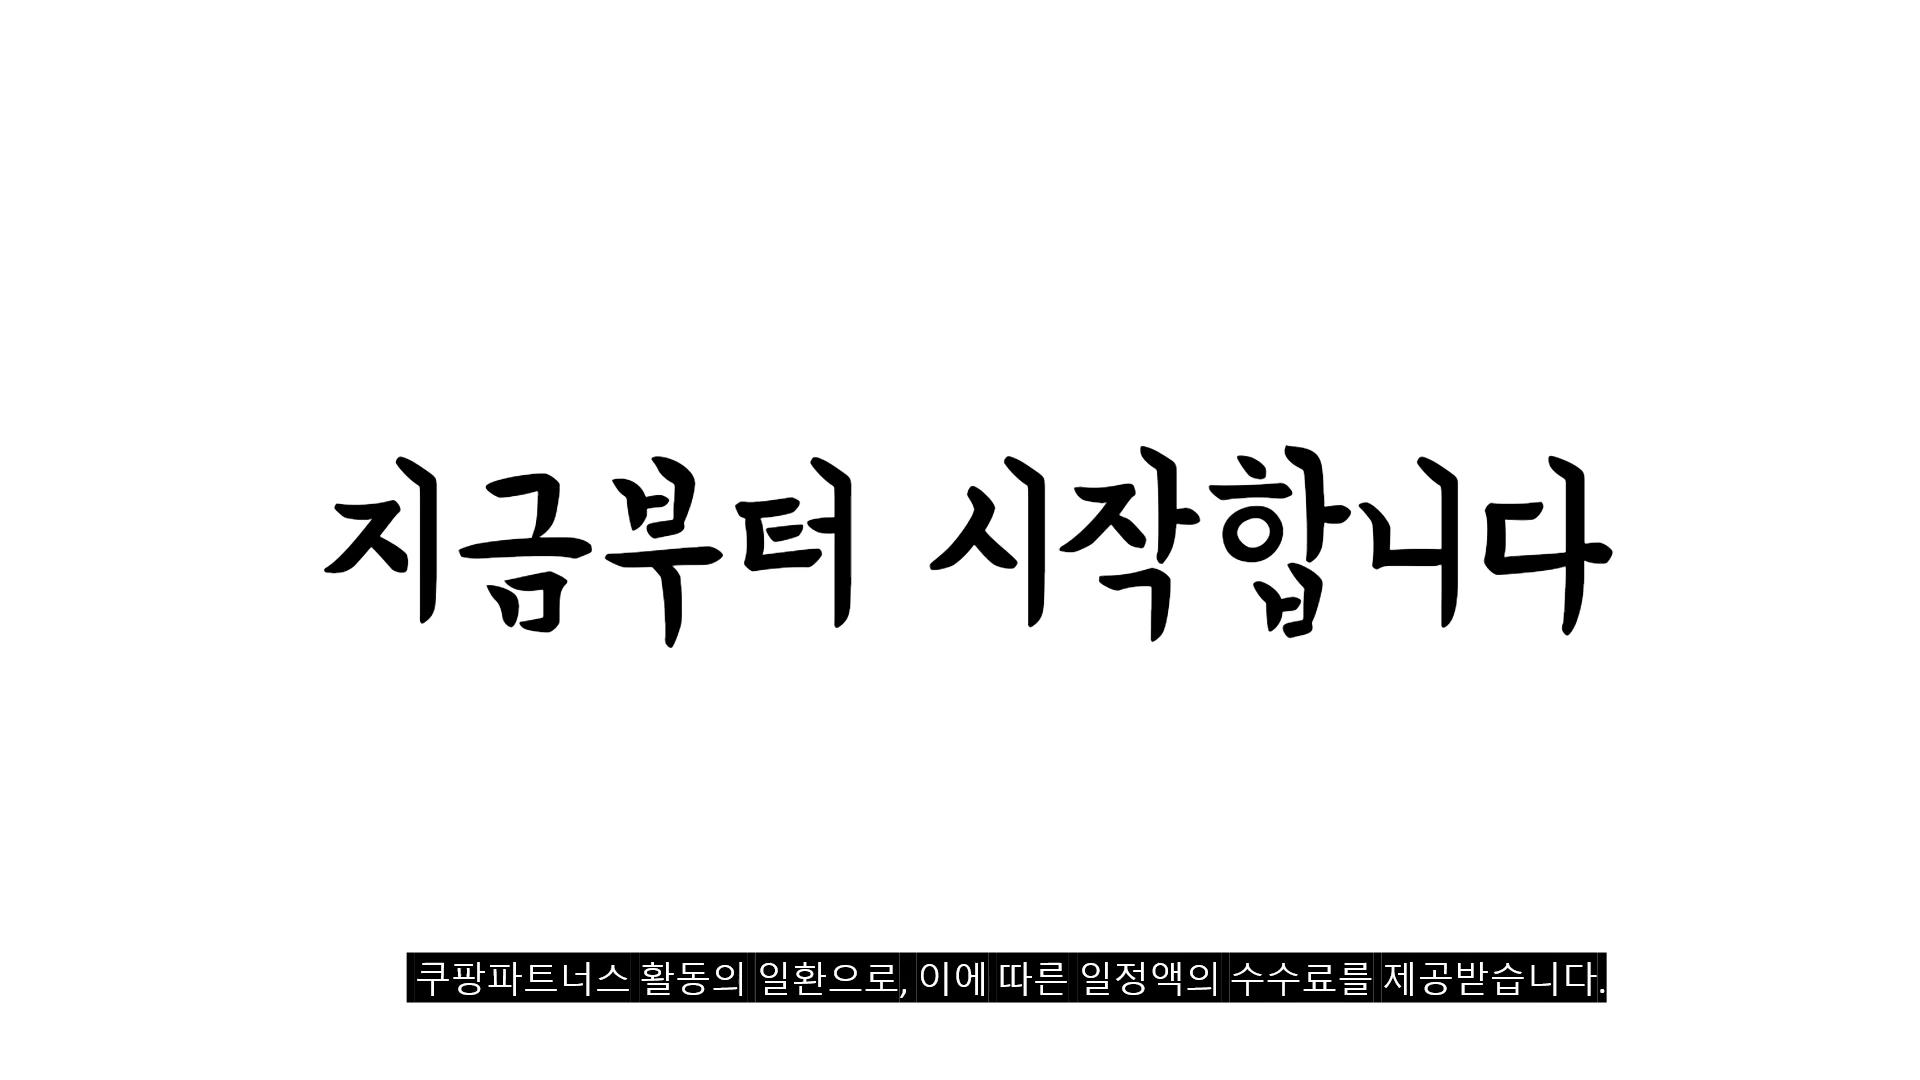 지금부터 시작합니다
쿠팡파트너스 활동의 일환으로, 이에 따른 일정액의 수수료를 제공받습니다.